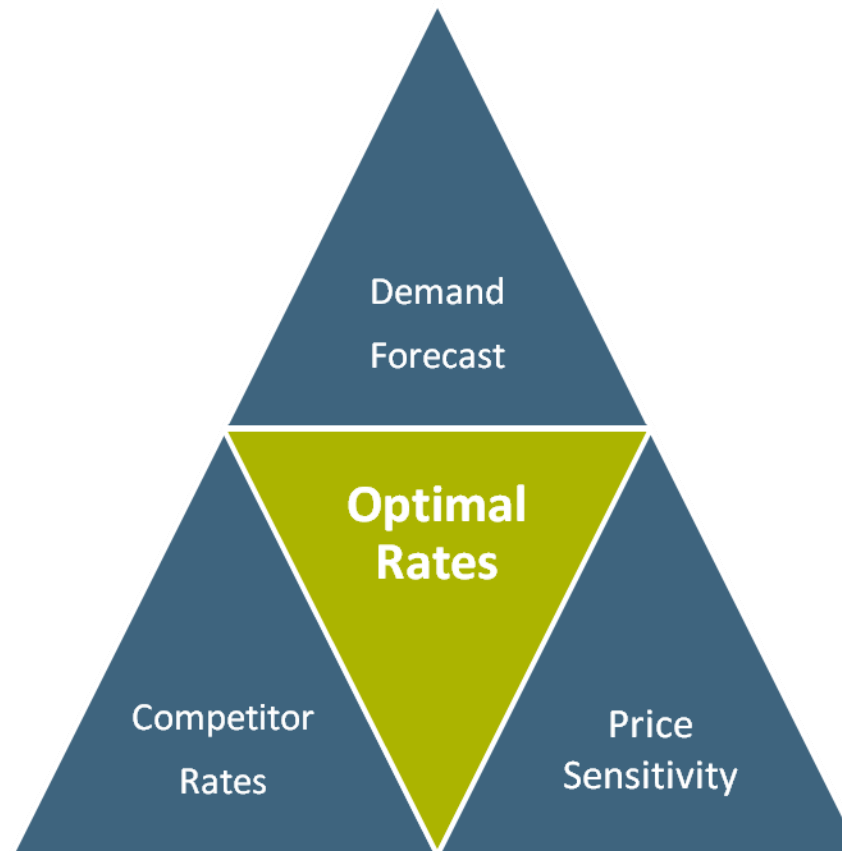 Demand
Forecast
Optimal
Rates
Competitor
Rates
Price
Sensitivity